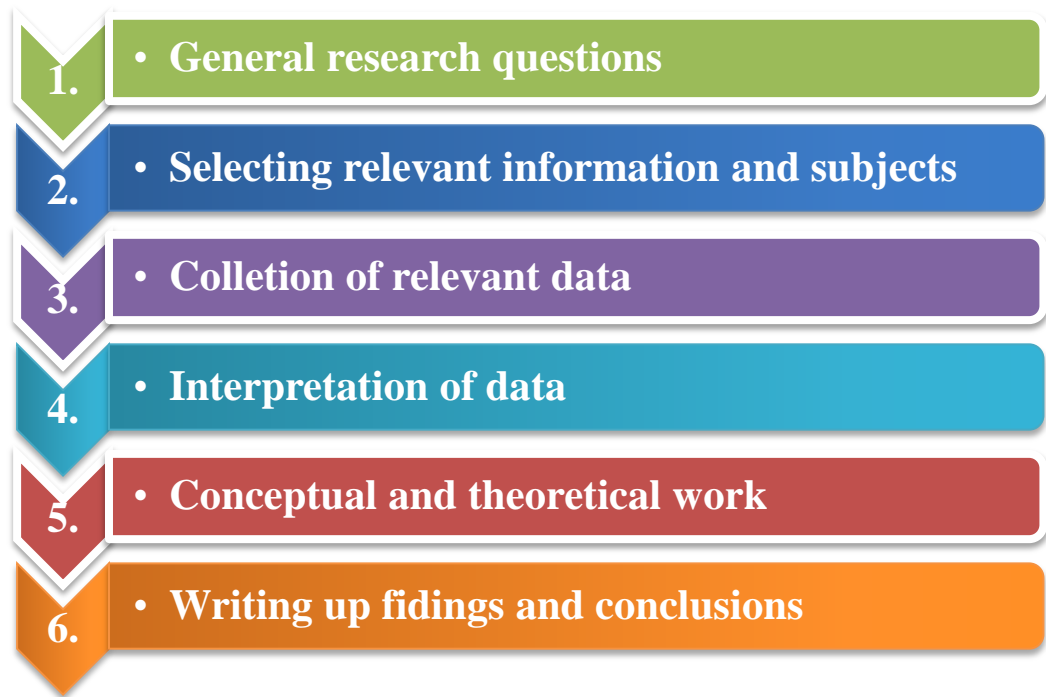 1. • General research questions
2. • Selecting relevant information and subjects
3. • Colletion of relevant data
4. • Interpretation of data
5. • Conceptual and theoretical work
6. • Writing up fidings and conclusions